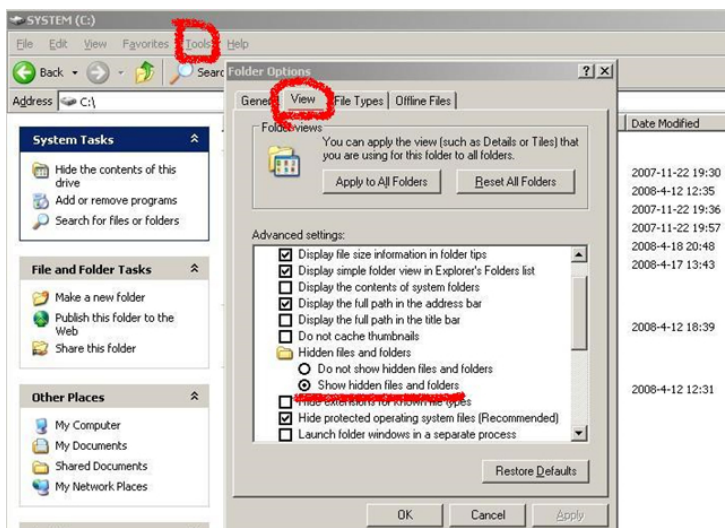 SYSTEM (C:)
File Edit View Favorites Tools Help
Back
Address C:\
Folder Options
View File Types Offline Files
Folder views
You can apply the view (such as Details or Tiles) that
you are using for this folder to all folders.
Apply to All Folders Reset All Folders
Advanced settings:
Display file size information in folder tips
Display simple folder view in Explorer's Folders list
Display the contents of system folders
Display the full path in the address bar
Display the full path in the title bar
Do not cache thumbnails
Hidden files and folders
Do not show hidden files and folders
Show hidden files and folders
Hide extensions for known file types
Hide protected operating system files (Recommended)
Launch folder windows in a separate process
Restore Defaults
OK Cancel Apply
System Tasks
Hide the contents of this
drive
Add or remove programs
Search for files or folders
File and Folder Tasks
Make a new folder
Publish this folder to the
Web
Share this folder
Other Places
My Computer
My Documents
Shared Documents
My Network Places
Date Modified
2007-11-22 19:30
2008-4-12 12:35
2007-11-22 19:36
2007-11-22 19:57
2008-4-18 20:48
2008-4-17 13:43
2008-4-12 18:39
2008-4-12 12:31